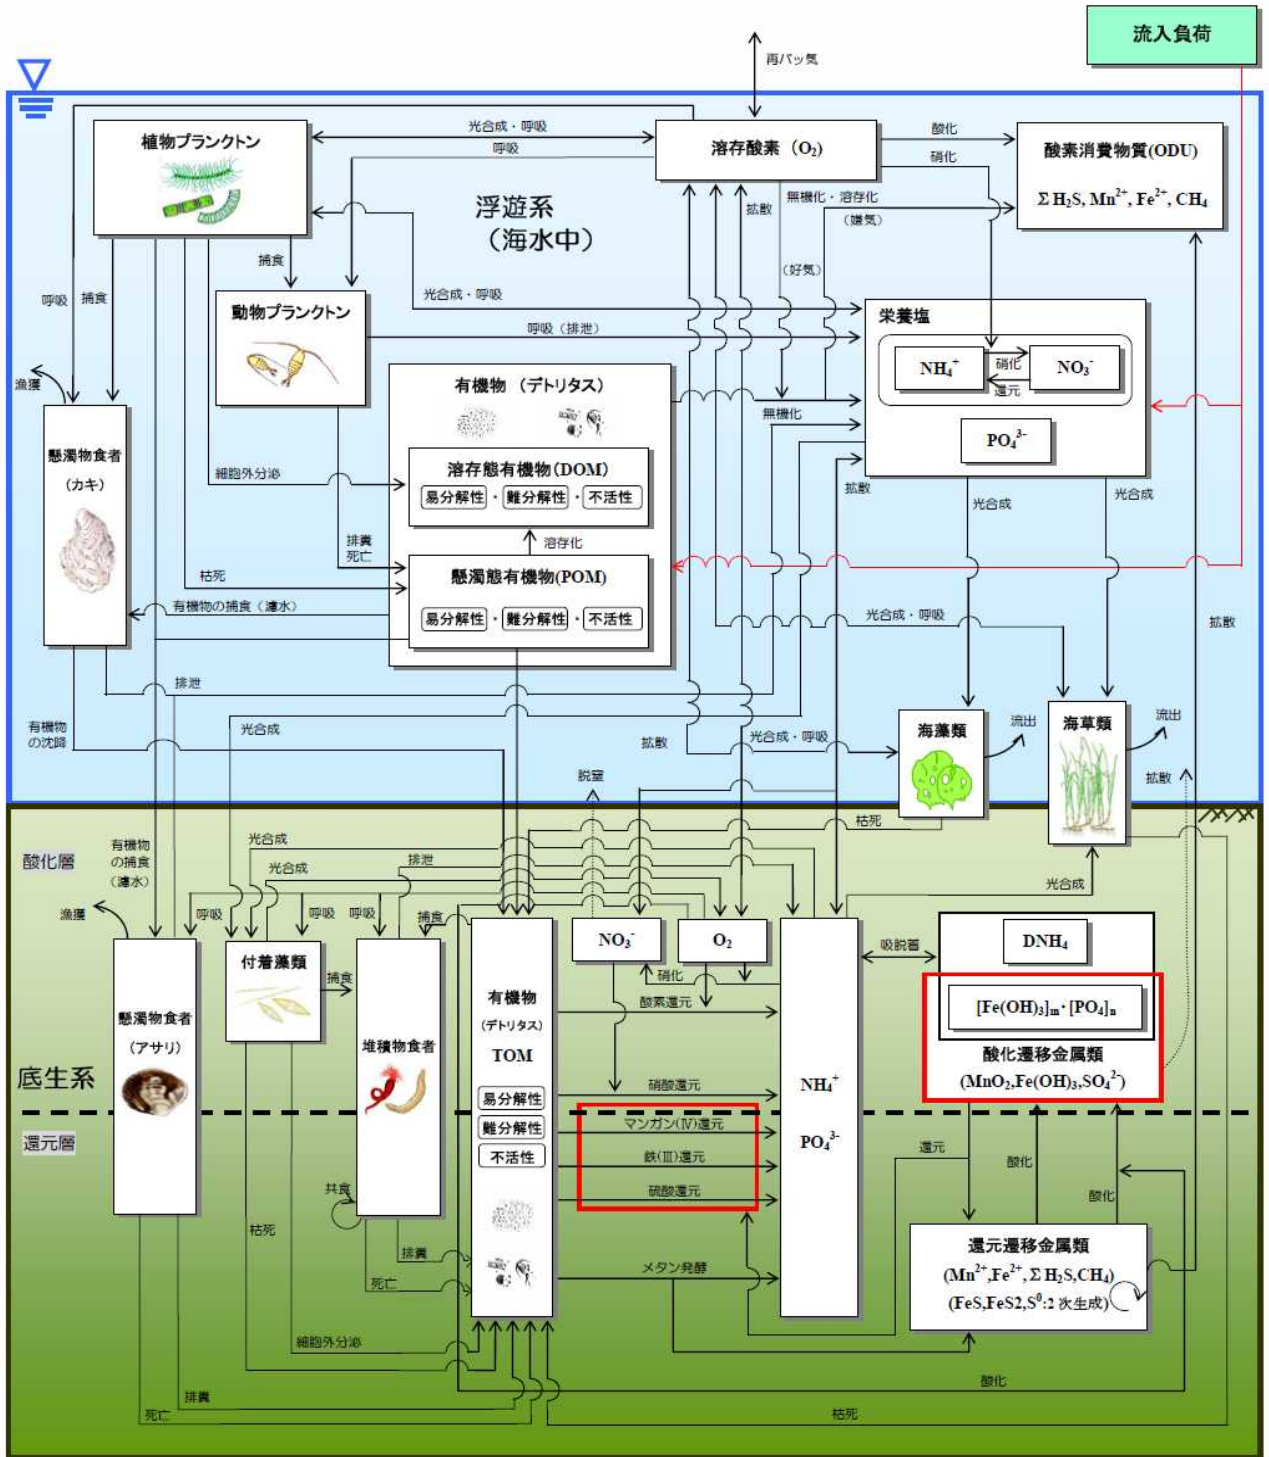 流入負荷
再バッ気
植物プランクトン
光合成・呼吸
呼吸
溶存酸素（O₂）
酸化
硝化
酸素消費物質(ODU)
ΣH₂S, Mn²⁺, Fe²⁺, CH₄
浮遊系
（海水中）
拡散
無機化・溶存化
（嫌気）
（好気）
捕食
呼吸
捕食
光合成・呼吸
動物プランクトン
呼吸（排泄）
栄養塩
NH₄⁺
硝化
還元
NO₃⁻
PO₄³⁻
漁獲
有機物（デトリタス）
無機化
懸濁物食者
（カキ）
細胞外分泌
溶存態有機物(DOM)
易分解性・難分解性・不活性
拡散
光合成
光合成
排糞
死亡
溶存化
枯死
懸濁態有機物(POM)
易分解性・難分解性・不活性
有機物の捕食（濾水）
光合成・呼吸
拡散
排泄
有機物
の沈降
光合成
拡散
光合成・呼吸
海藻類
流出
海草類
流出
拡散
脱窒
枯死
酸化層
有機物
の捕食
（濾水）
光合成
光合成
排泄
光合成
漁獲
呼吸
呼吸
呼吸
捕食
NO₃⁻
O₂
硝化
吸脱着
DNH₄
[Fe(OH)₃]m・[PO₄]n
酸化遷移金属類
(MnO₂,Fe(OH)₃,SO₄²⁻)
付着藻類
捕食
懸濁物食者
（アサリ）
堆積物食者
有機物
（デトリタス）
TOM
易分解性
難分解性
不活性
酸素還元
硝酸還元
マンガン(Ⅳ)還元
鉄(Ⅲ)還元
硫酸還元
メタン発酵
NH₄⁺
PO₄³⁻
底生系
還元層
還元
酸化
酸化
共食
枯死
排糞
死亡
還元遷移金属類
(Mn²⁺,Fe²⁺,ΣH₂S,CH₄)
(FeS,FeS2,S⁰:2次生成)
細胞外分泌
酸化
排糞
死亡
枯死